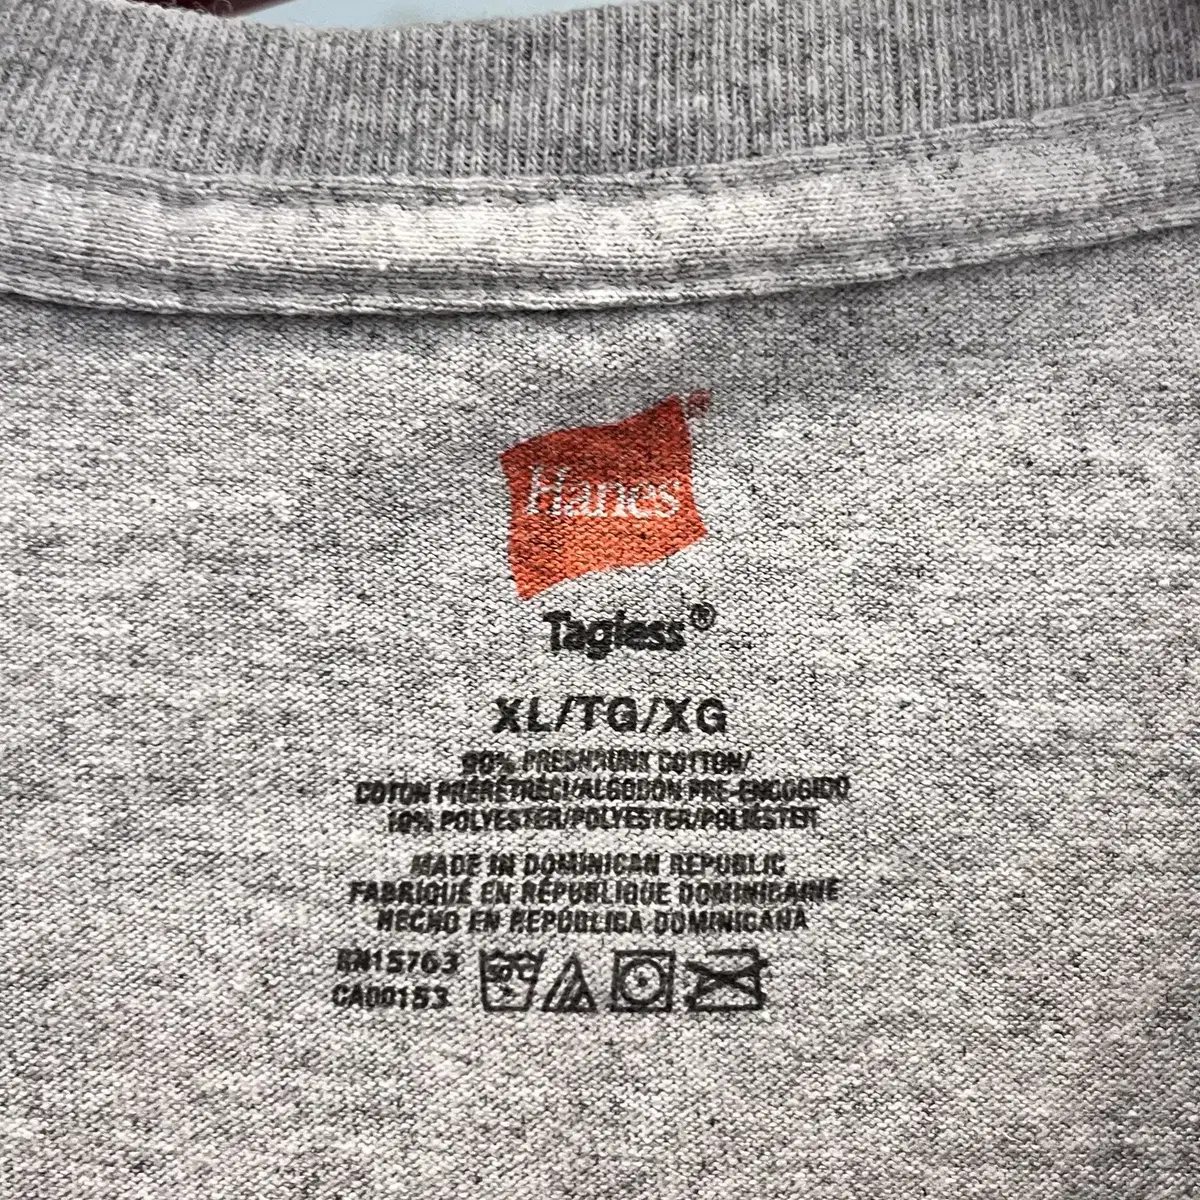 Hanes®
Tagless®
XL/TG/XG
90% PRESHRUNK COTTON/
COTON PRÉRÉTRÉCI/ALGODÓN PRE-ENCOGIDO
10% POLYESTER/POLYESTER/POLIÉSTER
MADE IN DOMINICAN REPUBLIC
FABRIQUÉ EN RÉPUBLIQUE DOMINICAINE
HECHO EN REPÚBLICA DOMINICANA
RN15763
CA00153